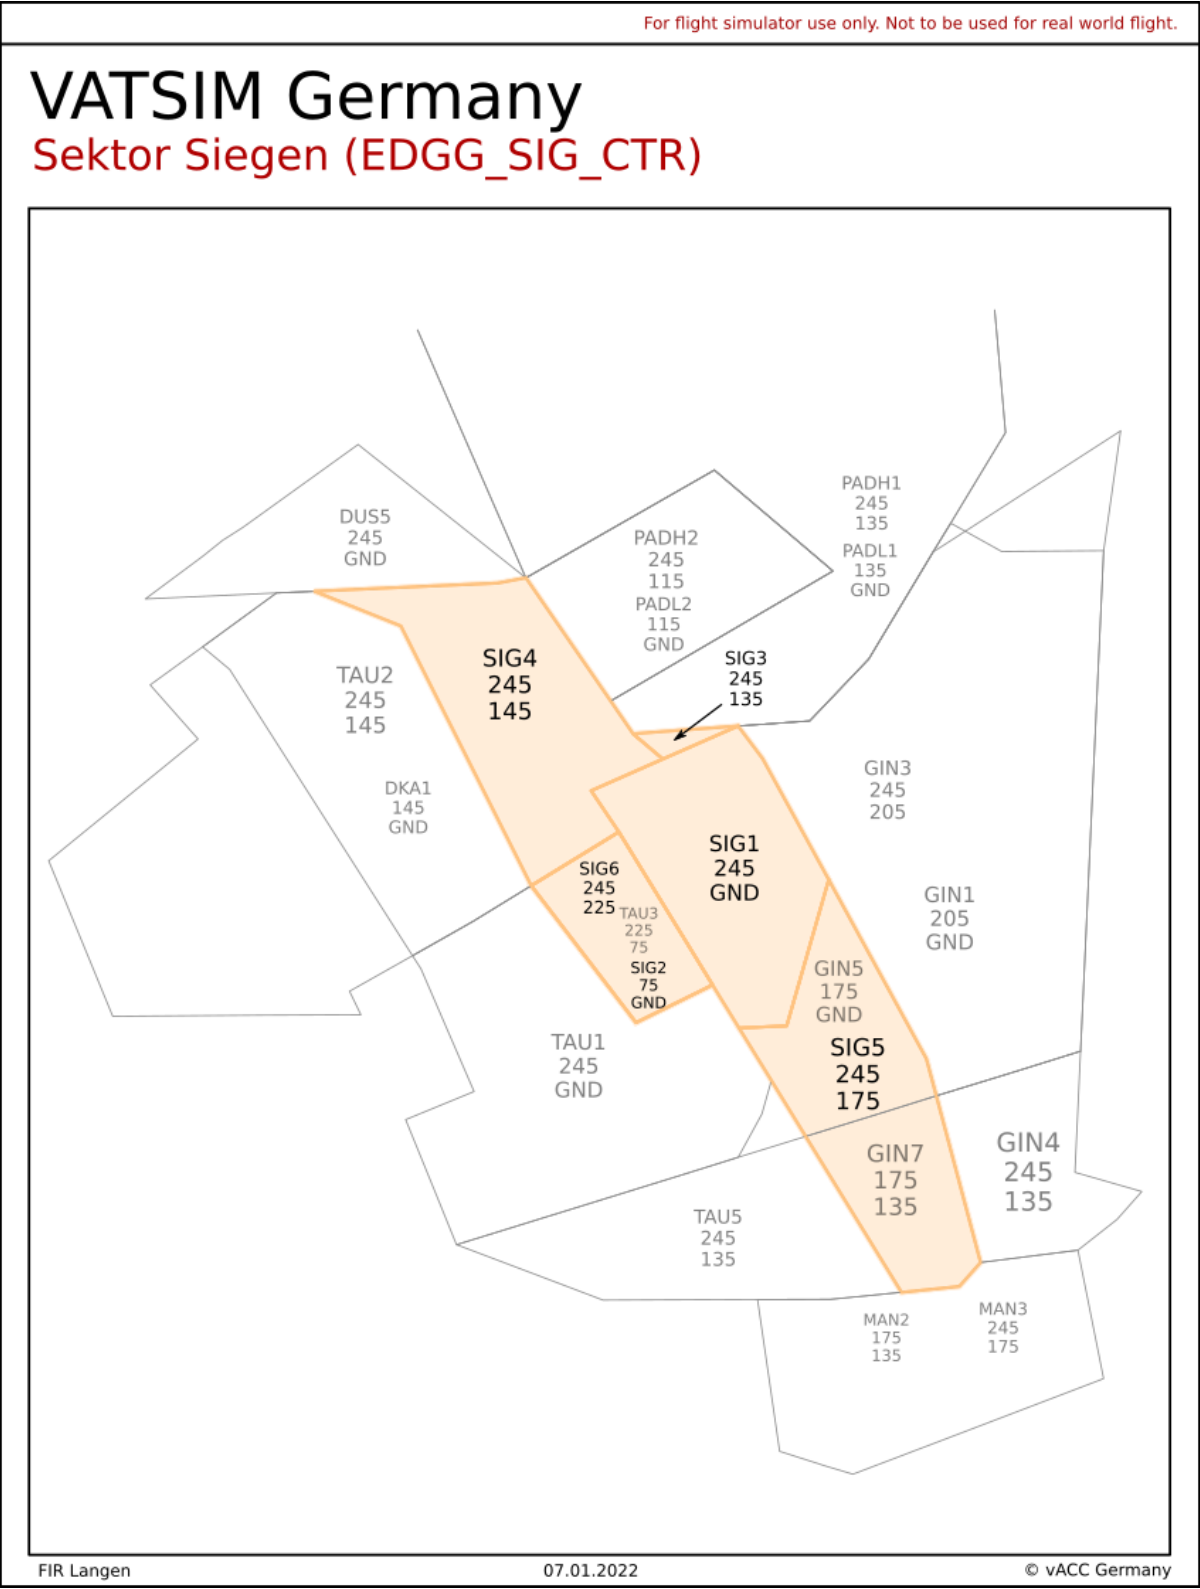 For flight simulator use only. Not to be used for real world flight.
VATSIM Germany
Sektor Siegen (EDGG_SIG_CTR)
DUS5
245
GND
PADH2
245
115
PADL2
115
GND
PADH1
245
135
PADL1
135
GND
SIG4
245
145
SIG3
245
135
TAU2
245
145
DKA1
145
GND
GIN3
245
205
SIG1
245
GND
SIG6
245
225
TAU3
225
75
SIG2
75
GND
GIN1
205
GND
GIN5
175
GND
SIG5
245
175
TAU1
245
GND
GIN7
175
135
GIN4
245
135
TAU5
245
135
MAN2
175
135
MAN3
245
175
FIR Langen
07.01.2022
© vACC Germany